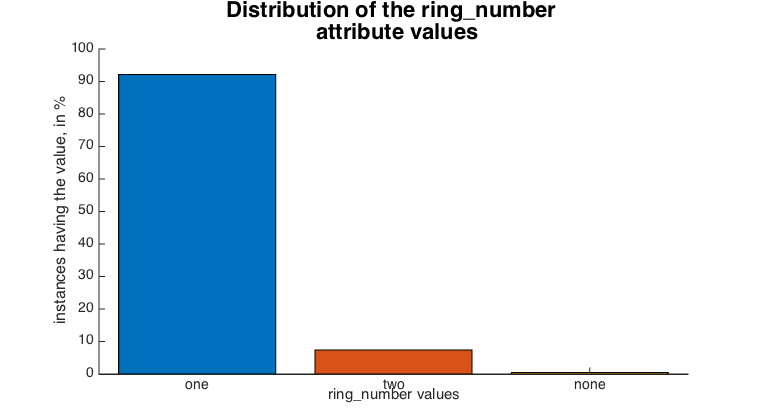 Distribution of the ring_number
attribute values
100
90
80
70
60
50
40
30
20
10
0
instances having the value, in %
one
two
none
ring_number values